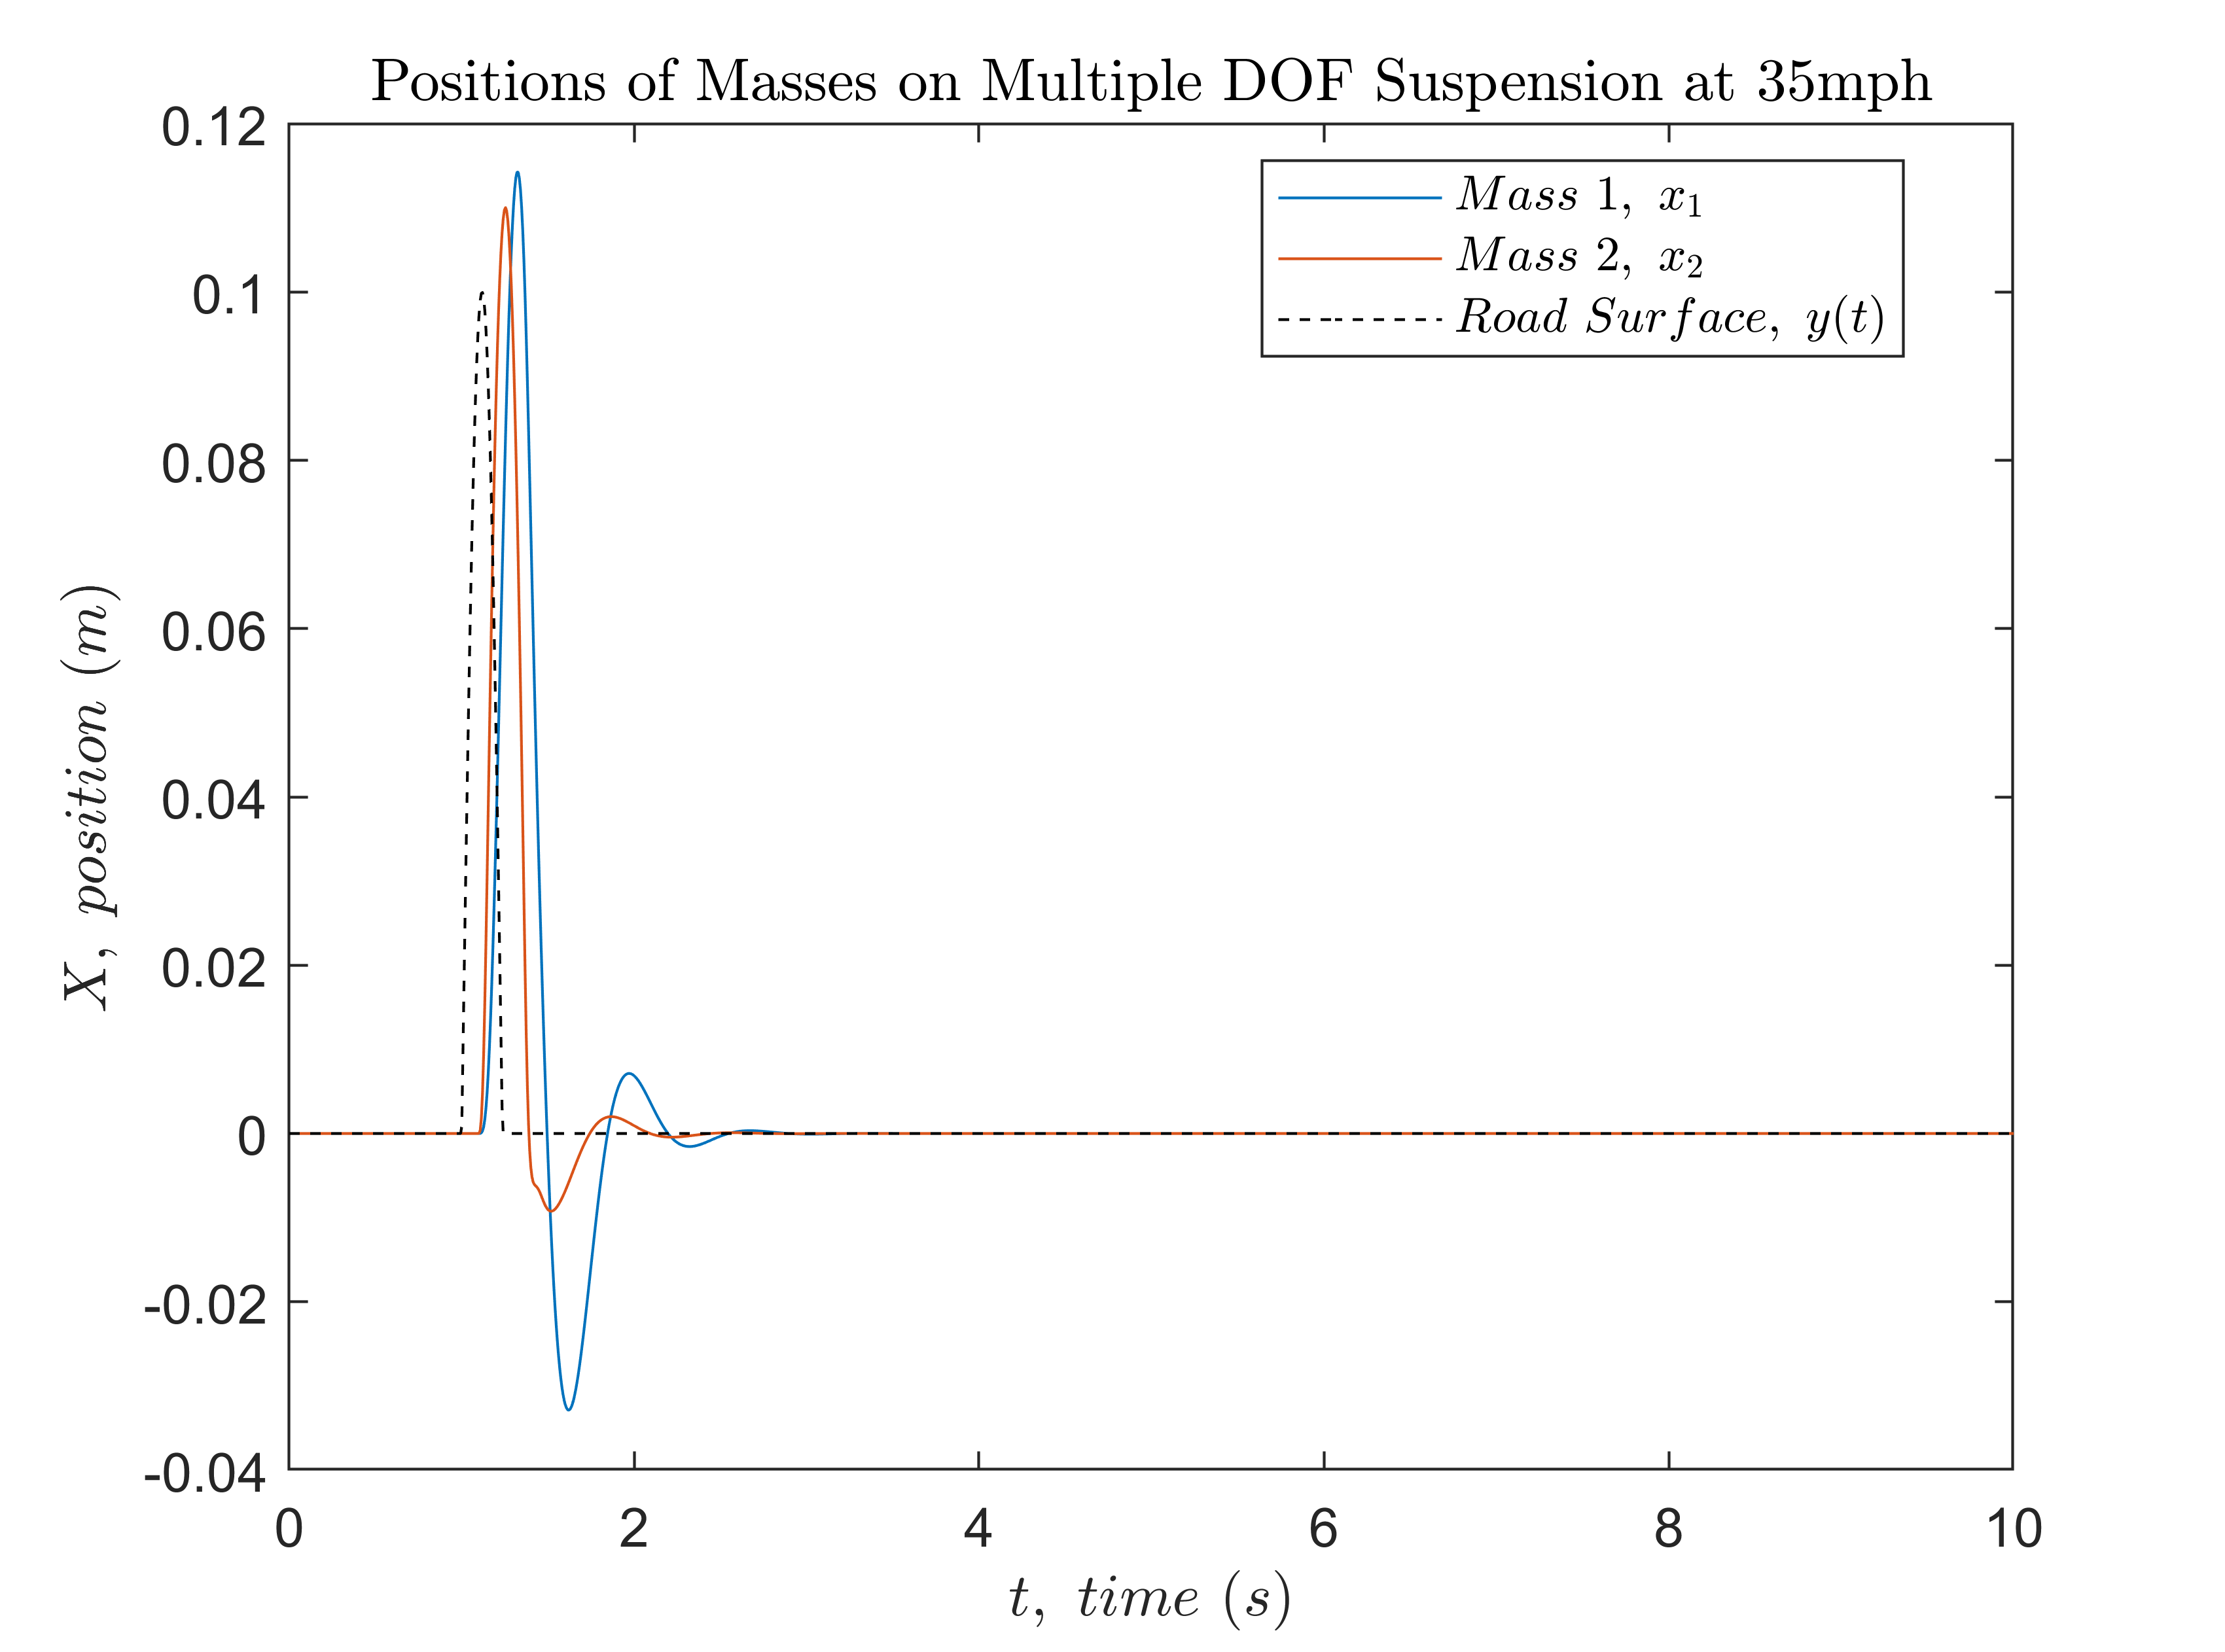 Positions of Masses on Multiple DOF Suspension at 35mph
0.12
0.1
0.08
0.06
0.04
0.02
0
-0.02
-0.04
X, position (m)
Mass 1, x₁
Mass 2, x₂
Road Surface, y(t)
0 2 4 6 8 10
t, time (s)